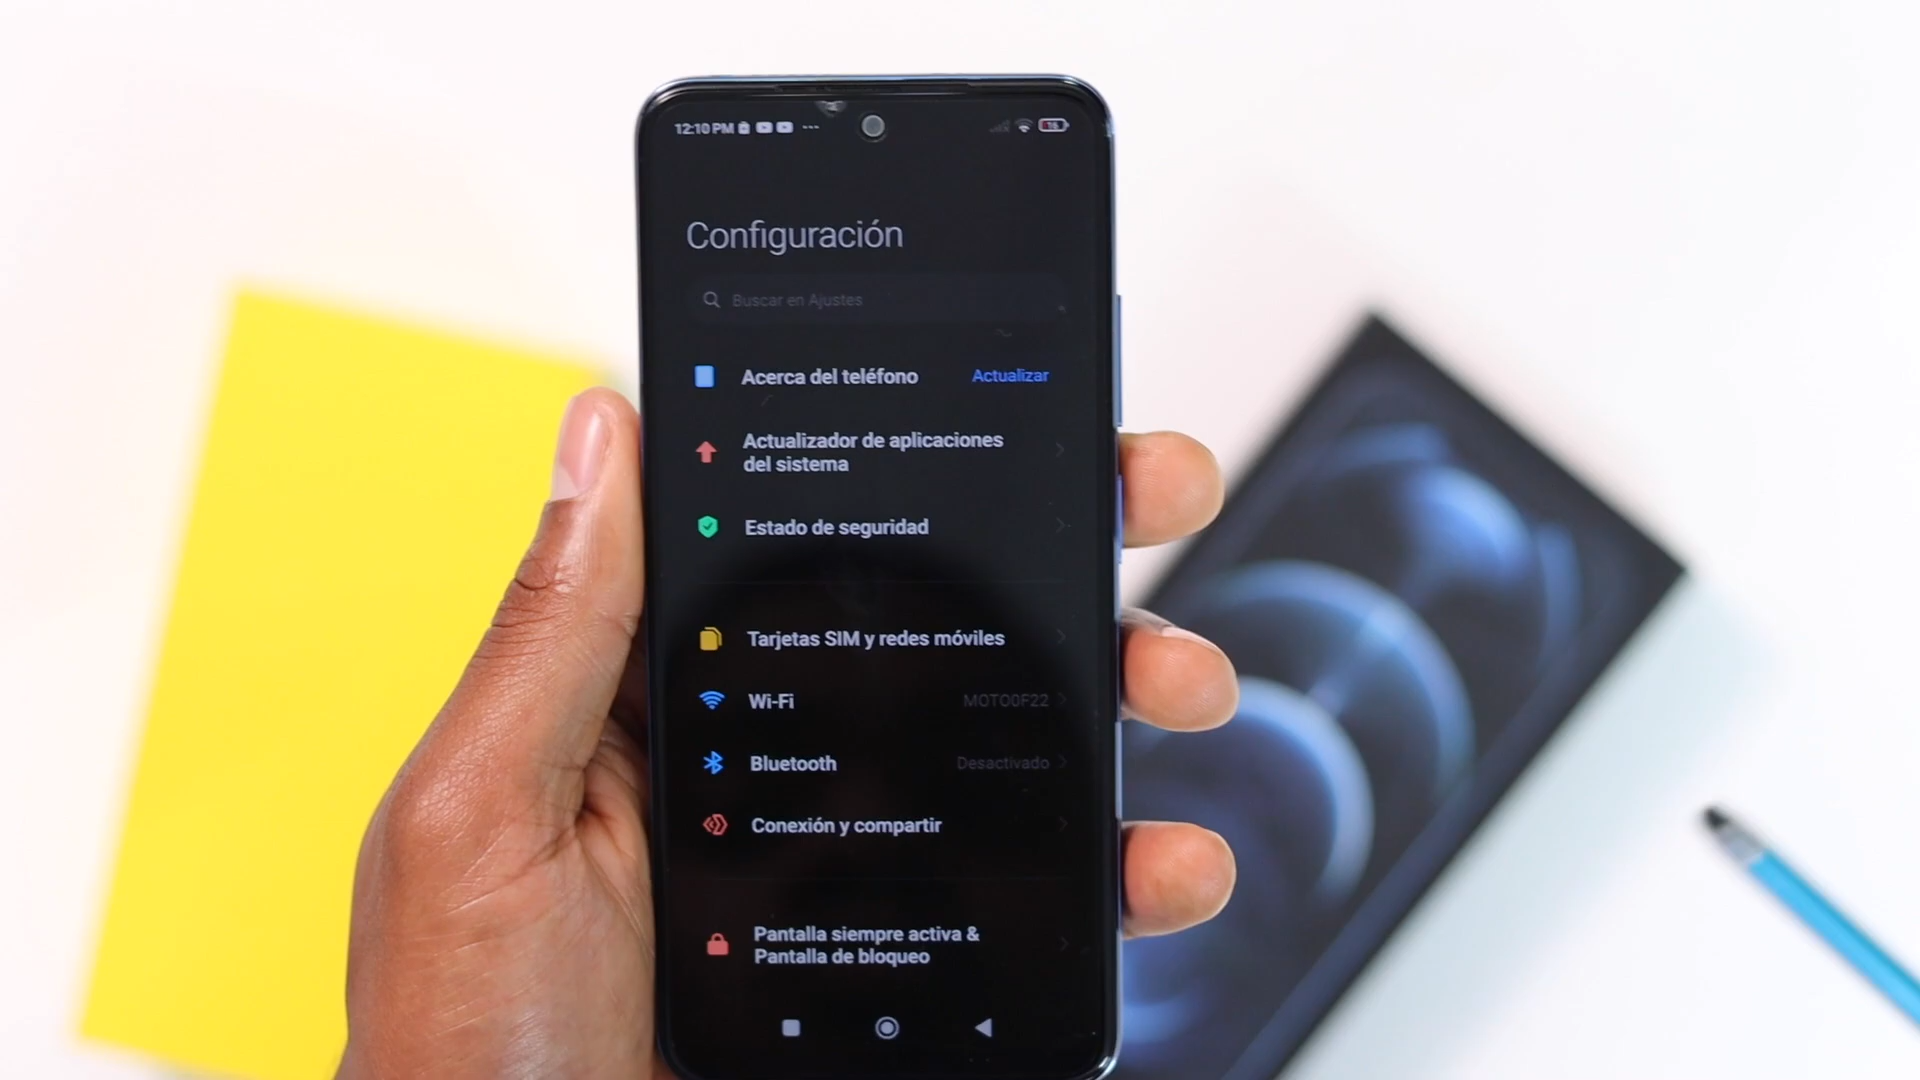 12:10 PM
16
Configuración
Buscar en Ajustes
Acerca del teléfono Actualizar
Actualizador de aplicaciones
del sistema
Estado de seguridad
Tarjetas SIM y redes móviles
Wi-Fi MOTO0F22
Bluetooth Desactivado
Conexión y compartir
Pantalla siempre activa &
Pantalla de bloqueo